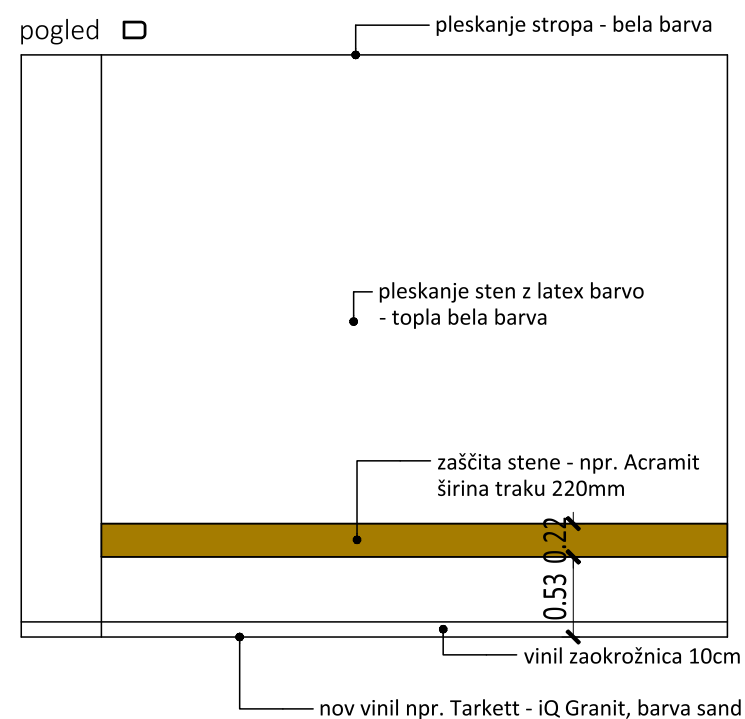 pogled D
pleskanje stropa - bela barva
pleskanje sten z latex barvo
- topla bela barva
zaščita stene - npr. Acramit
širina traku 220mm
0.22
0.53
vinil zaokrožnica 10cm
nov vinil npr. Tarkett - iQ Granit, barva sand